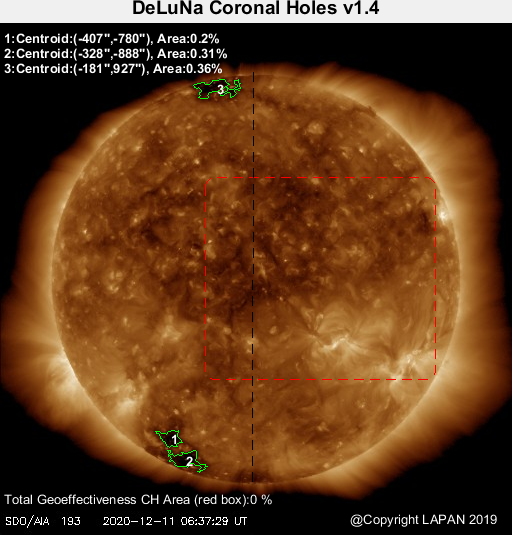 DeLuNa Coronal Holes v1.4
1:Centroid:(-407",-780"), Area:0.2%
2:Centroid:(-328",-888"), Area:0.31%
3:Centroid:(-181",927"), Area:0.36%
3
1
2
Total Geoeffectiveness CH Area (red box):0 %
SDO/AIA 193 2020-12-11 06:37:29 UT
@Copyright LAPAN 2019